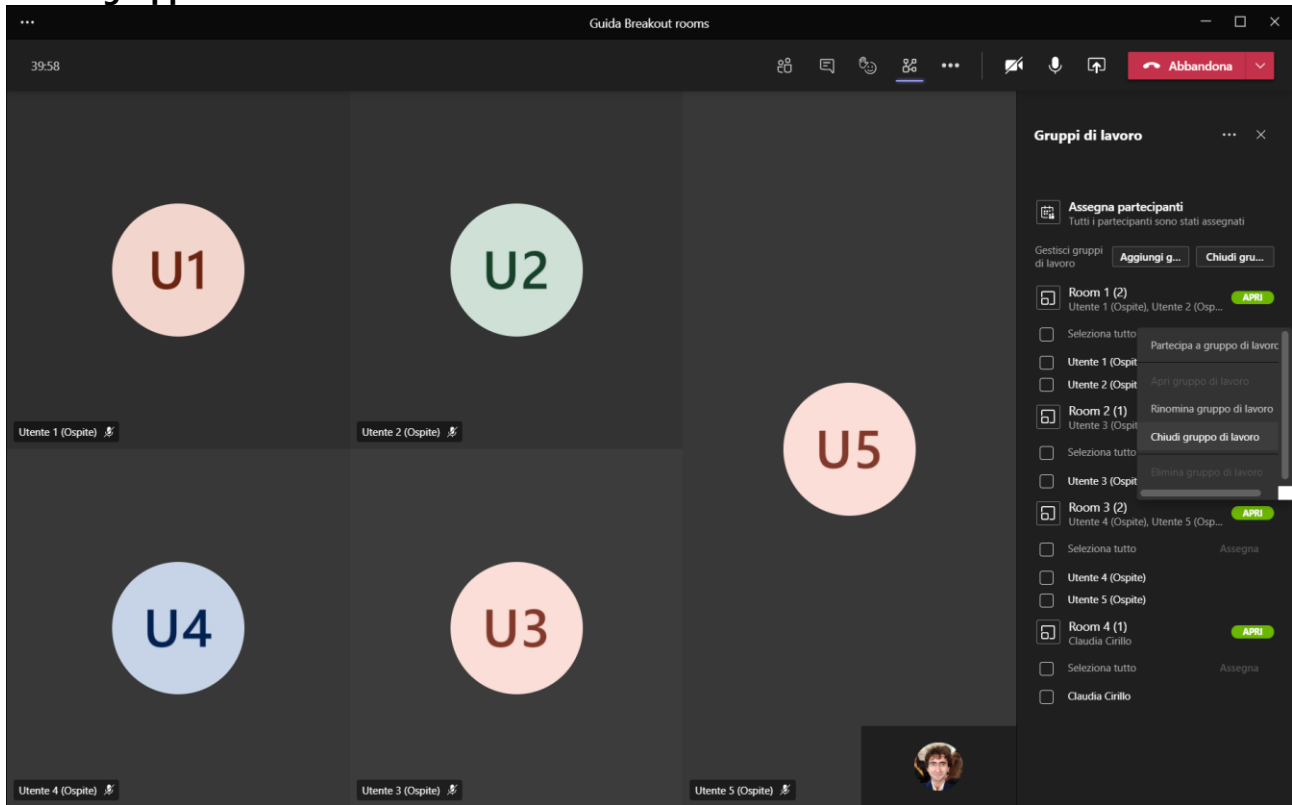 Guida Breakout rooms
39:58
Abbandona
Gruppi di lavoro
Assegna partecipanti
Tutti i partecipanti sono stati assegnati
Gestisci gruppi di lavoro
Aggiungi g...
Chiudi gru...
Room 1 (2)
APRI
Utente 1 (Ospite), Utente 2 (Osp...
Seleziona tutto
Partecipa a gruppo di lavoro
Utente 1 (Ospit
Apri gruppo di lavoro
Utente 2 (Ospit
Rinomina gruppo di lavoro
Room 2 (1)
Utente 3 (Ospit
Chiudi gruppo di lavoro
Seleziona tutto
Elimina gruppo di lavoro
Utente 3 (Ospit
Room 3 (2)
APRI
Utente 4 (Ospite), Utente 5 (Osp...
Seleziona tutto
Assegna
Utente 4 (Ospite)
Utente 5 (Ospite)
Room 4 (1)
APRI
Claudia Cirillo
Seleziona tutto
Assegna
Claudia Cirillo
U1
Utente 1 (Ospite)
U2
Utente 2 (Ospite)
U5
Utente 5 (Ospite)
U4
Utente 4 (Ospite)
U3
Utente 3 (Ospite)